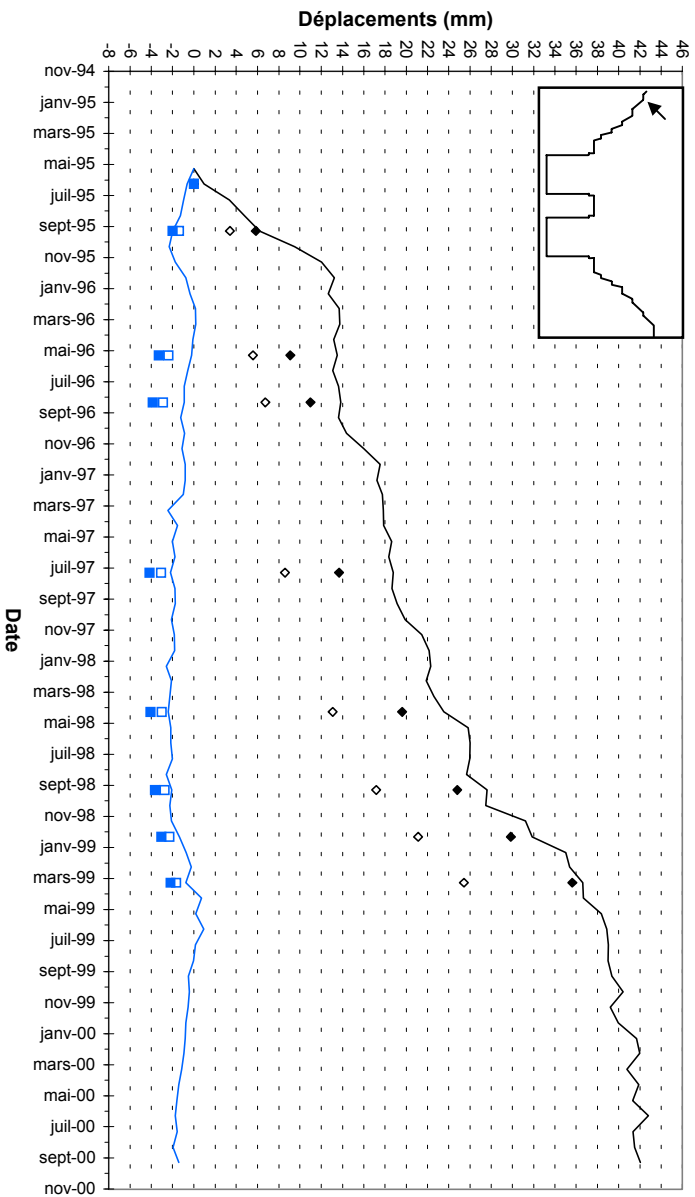 Déplacements (mm)
-8 -6 -4 -2 0 2 4 6 8 10 12 14 16 18 20 22 24 26 28 30 32 34 36 38 40 42 44 46
nov-94
janv-95
mars-95
mai-95
juil-95
sept-95
nov-95
janv-96
mars-96
mai-96
juil-96
sept-96
nov-96
janv-97
mars-97
mai-97
juil-97
sept-97
nov-97
janv-98
mars-98
mai-98
juil-98
sept-98
nov-98
janv-99
mars-99
mai-99
juil-99
sept-99
nov-99
janv-00
mars-00
mai-00
juil-00
sept-00
nov-00
Date